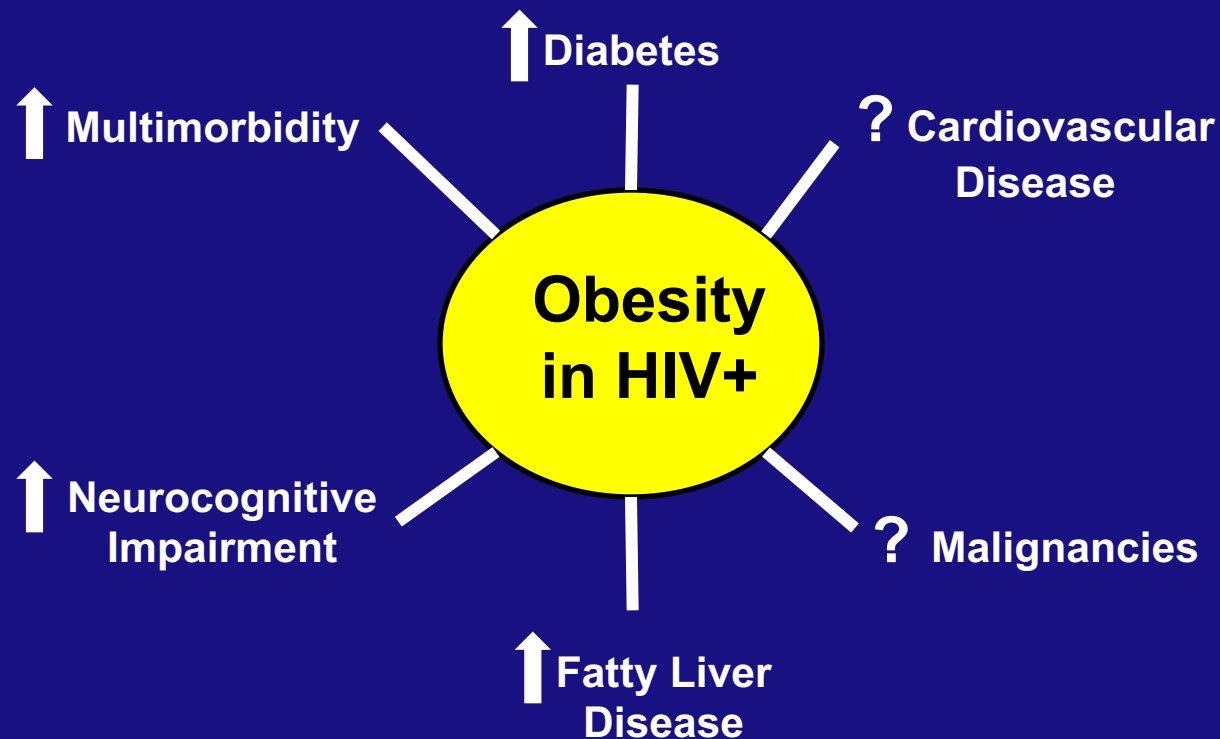 Diabetes
Multimorbidity
? Cardiovascular
Disease
Obesity
in HIV+
Neurocognitive
Impairment
? Malignancies
Fatty Liver
Disease